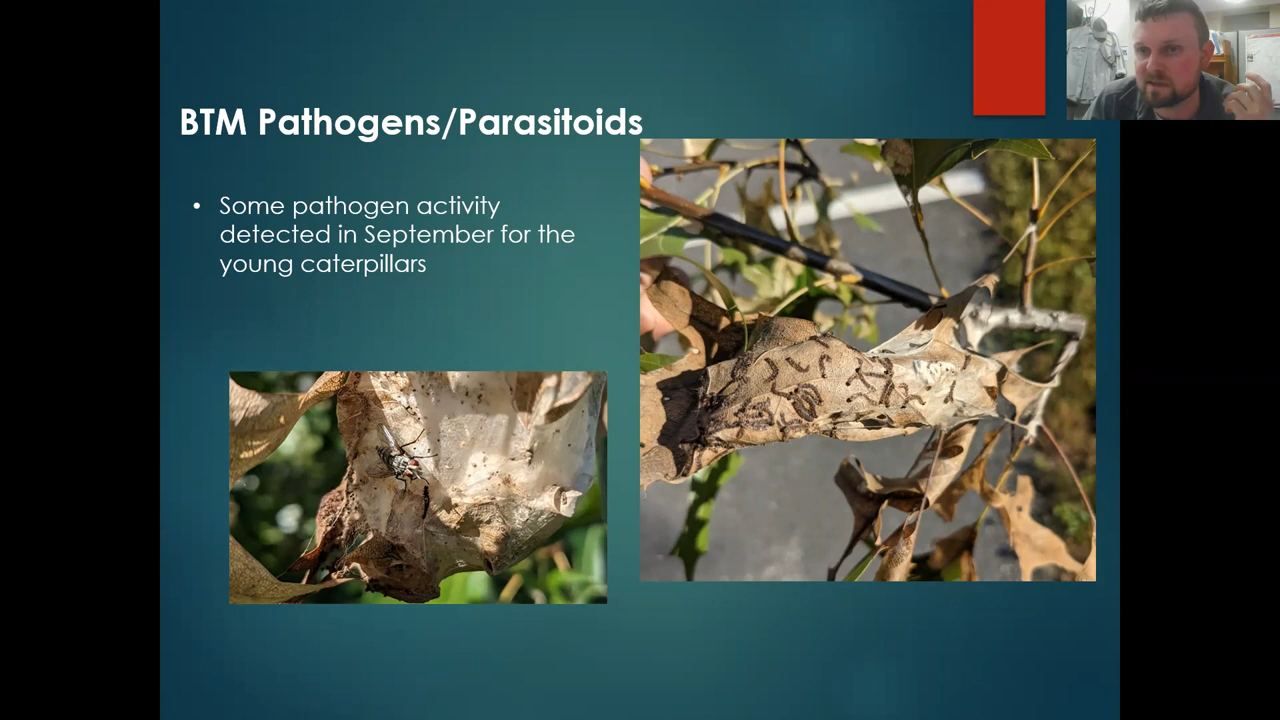 BTM Pathogens/Parasitoids
• Some pathogen activity
detected in September for the
young caterpillars